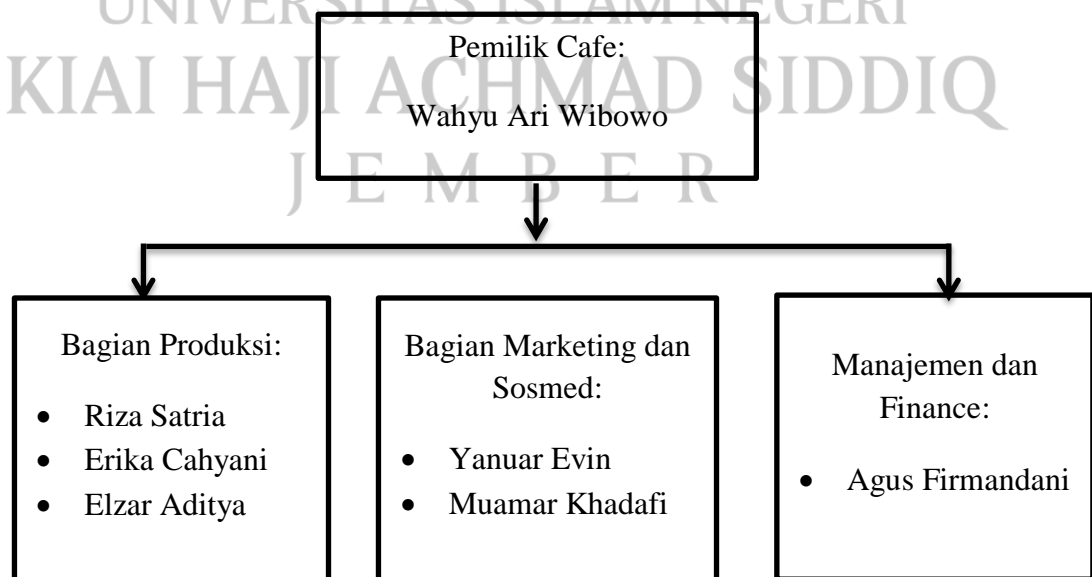 UNIVERSITAS ISLAM NEGERI
KIAI HAJI ACHMAD SIDDIQ
J E M B E R
Pemilik Cafe:
Wahyu Ari Wibowo
Bagian Produksi:
• Riza Satria
• Erika Cahyani
• Elzar Aditya
Bagian Marketing dan
Sosmed:
• Yanuar Evin
• Muamar Khadafi
Manajemen dan
Finance:
• Agus Firmandani